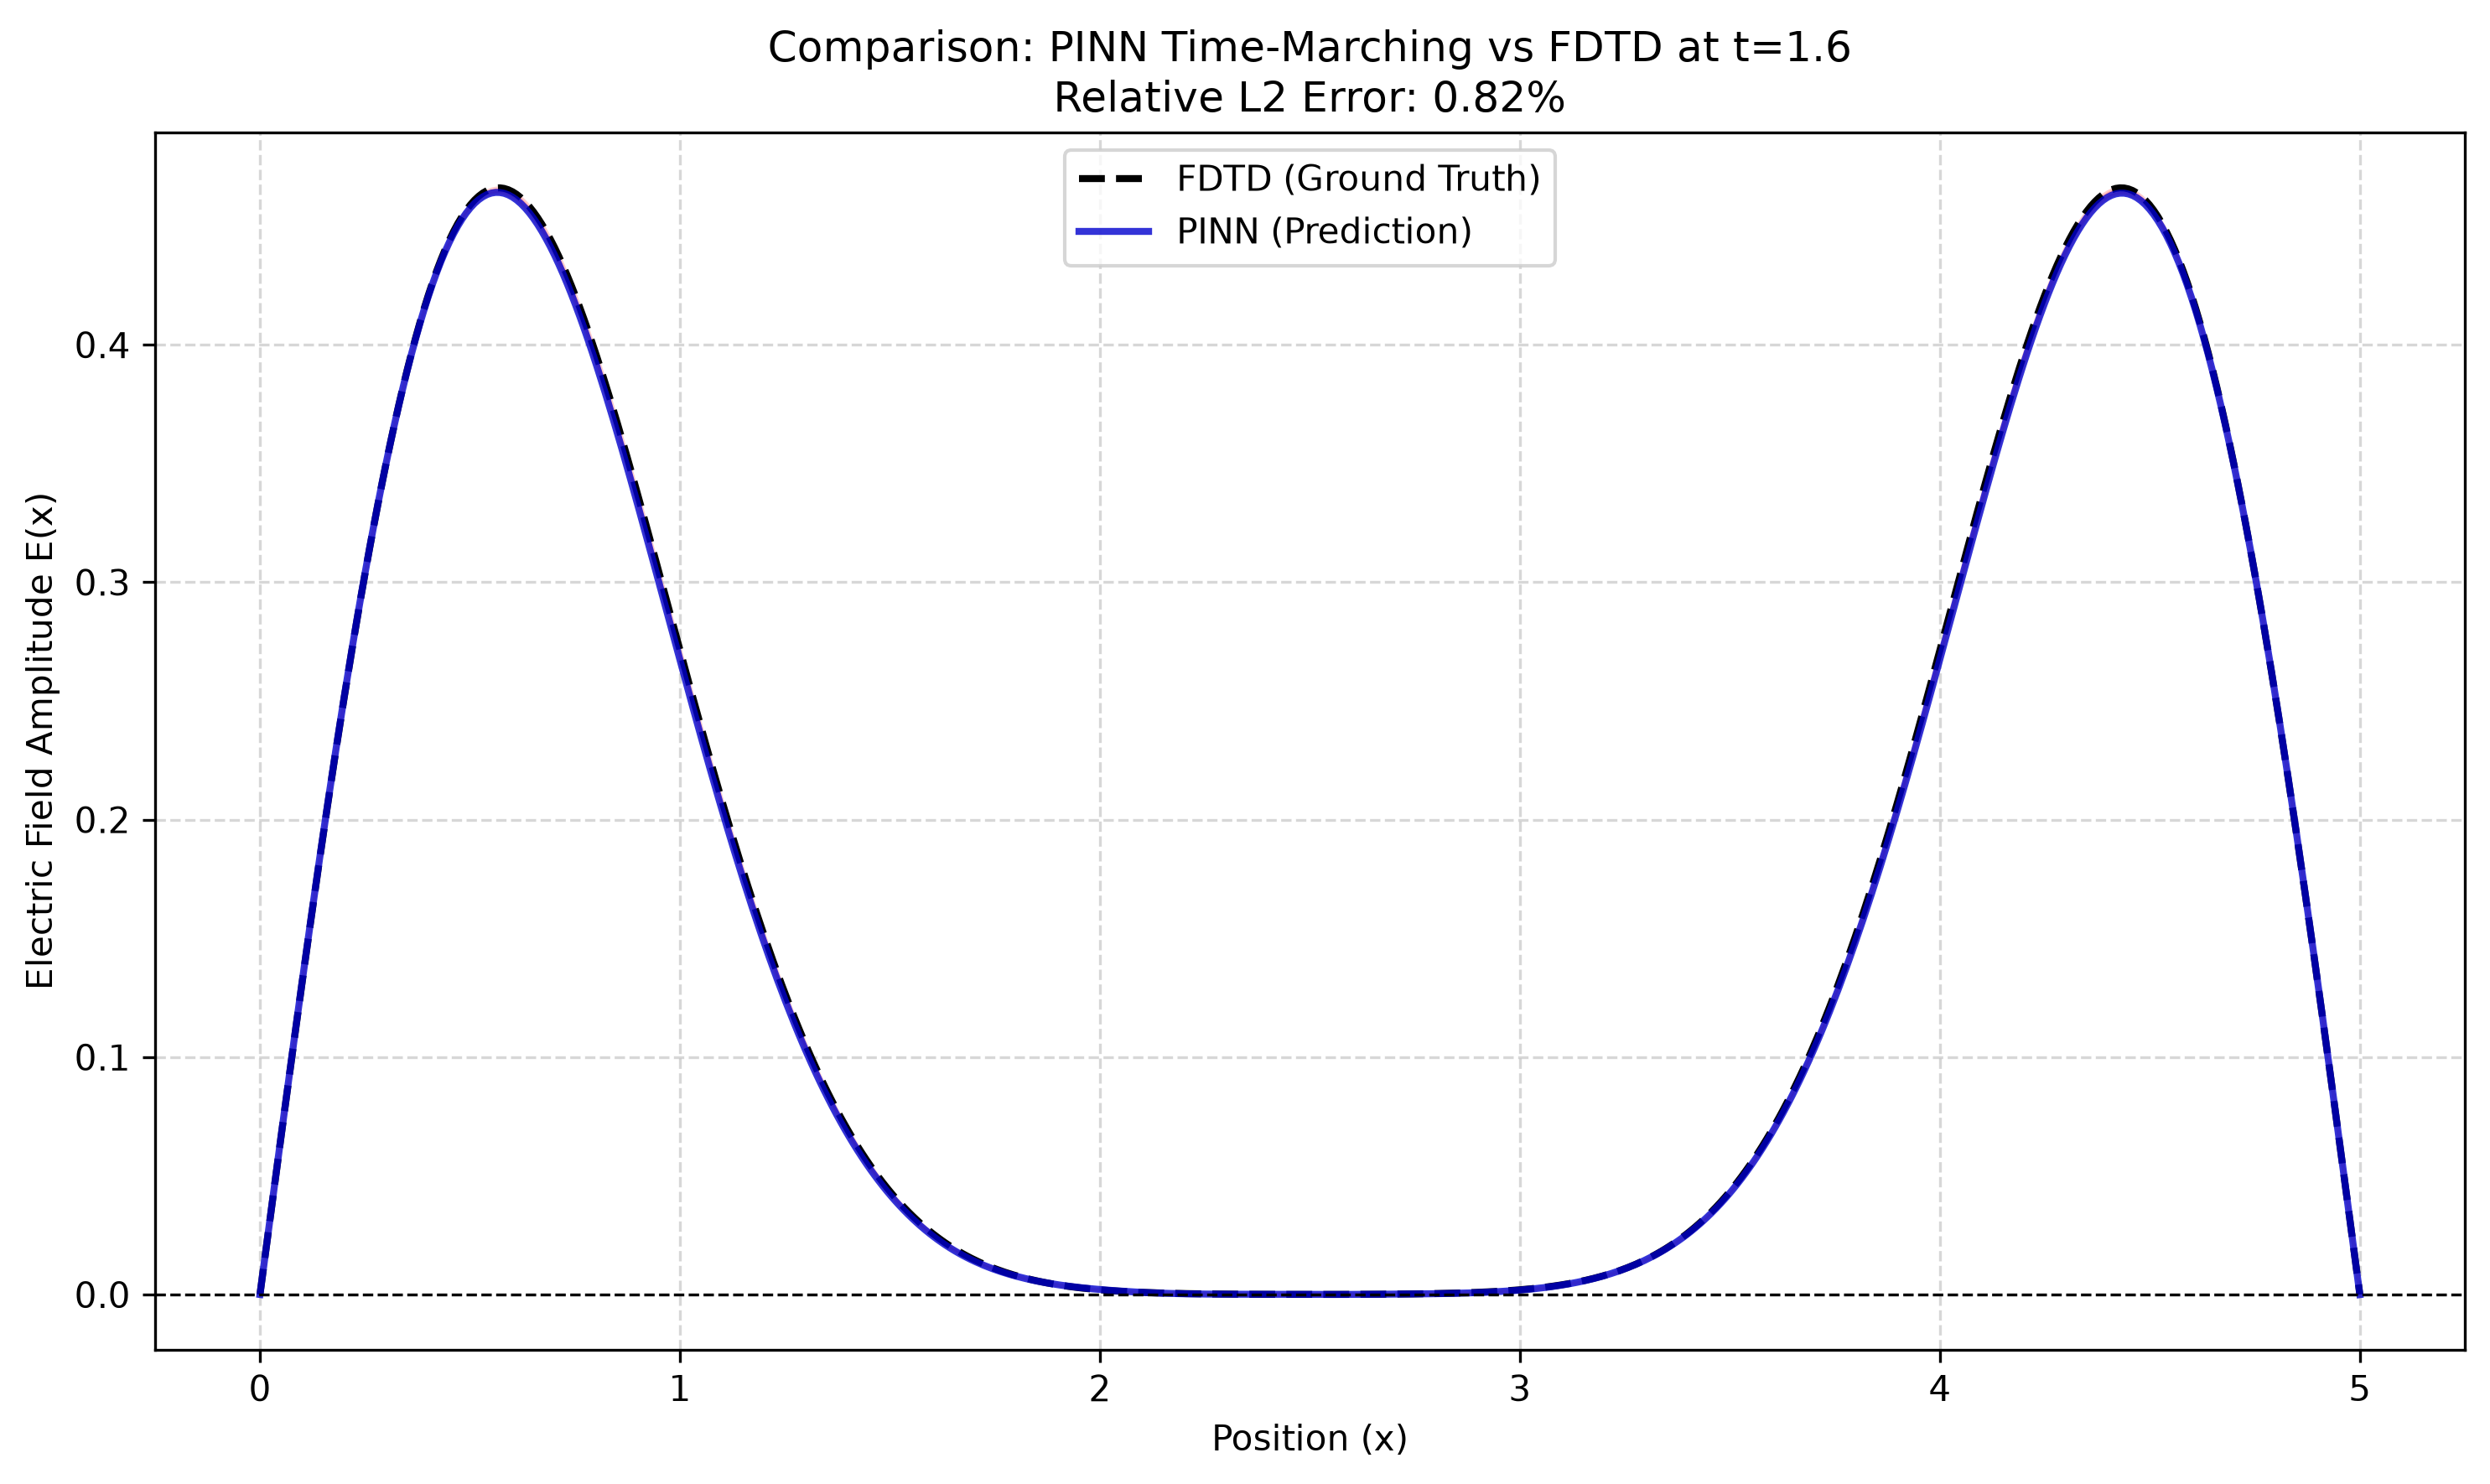 Comparison: PINN Time-Marching vs FDTD at t=1.6
Relative L2 Error: 0.82%
FDTD (Ground Truth)
PINN (Prediction)
Electric Field Amplitude E(x)
0.4
0.3
0.2
0.1
0.0
0
1
2
3
4
5
Position (x)